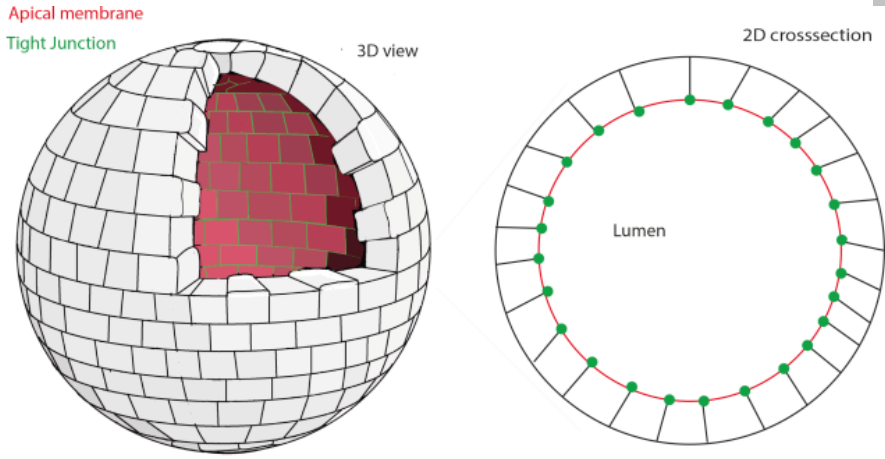 Apical membrane
Tight Junction
3D view
2D crosssection
Lumen